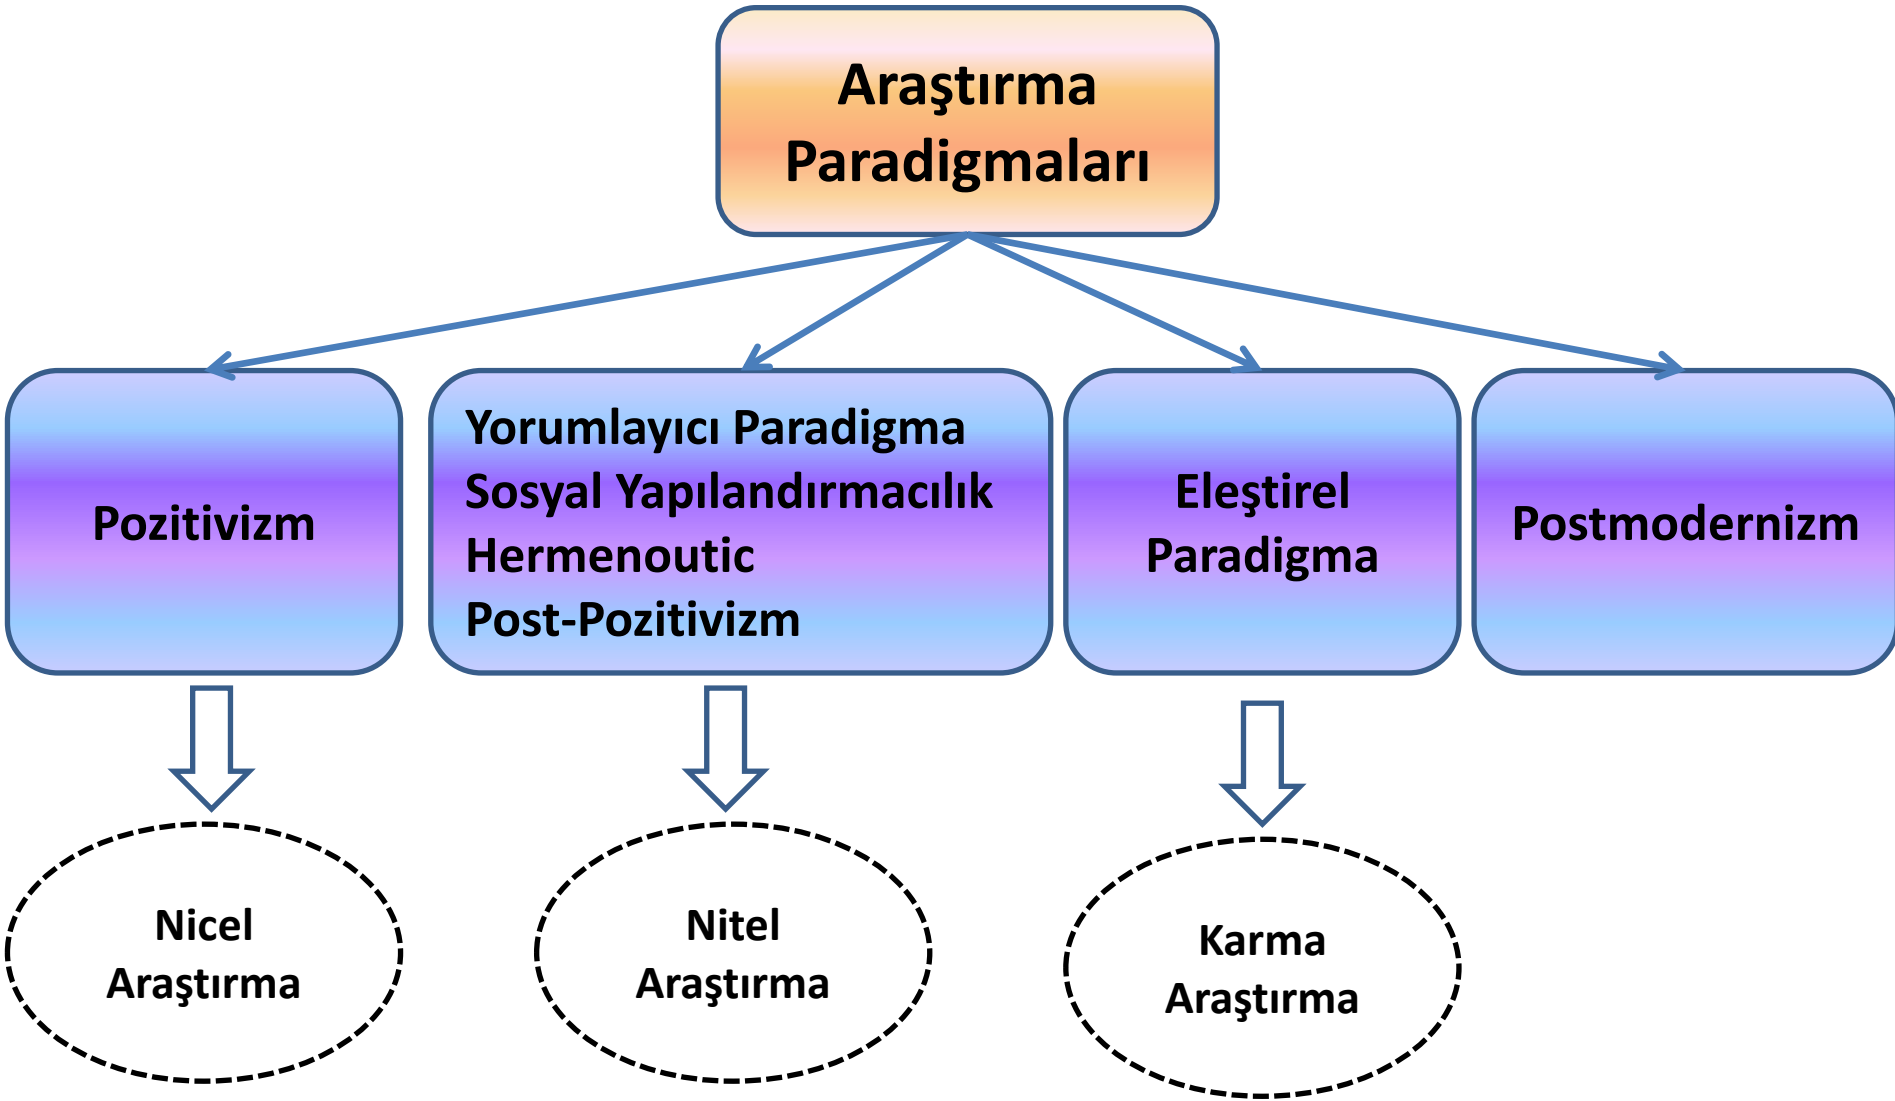 Araştırma
Paradigmaları
Pozitivizm
Yorumlayıcı Paradigma
Sosyal Yapılandırmacılık
Hermenoutic
Post-Pozitivizm
Eleştirel
Paradigma
Postmodernizm
Nicel
Araştırma
Nitel
Araştırma
Karma
Araştırma